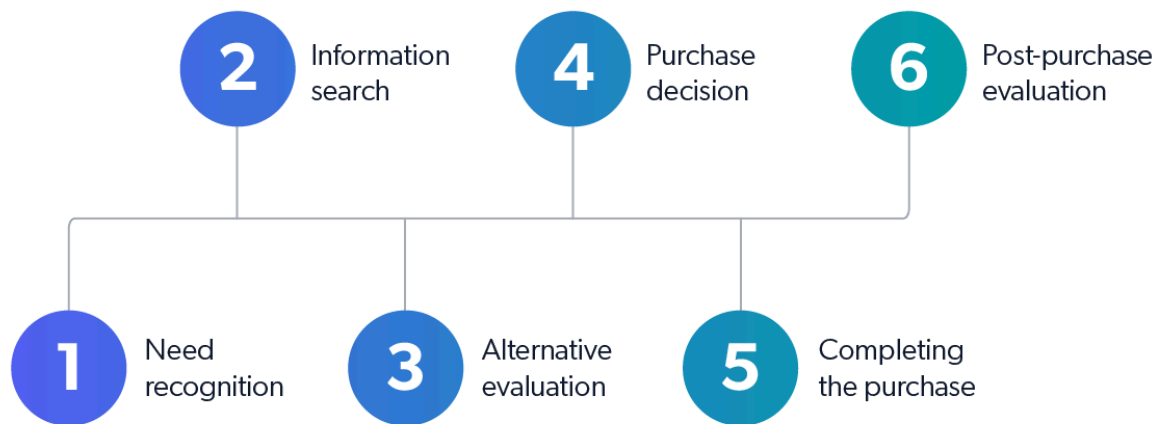 2 Information
search
4 Purchase
decision
6 Post-purchase
evaluation
1 Need
recognition
3 Alternative
evaluation
5 Completing
the purchase